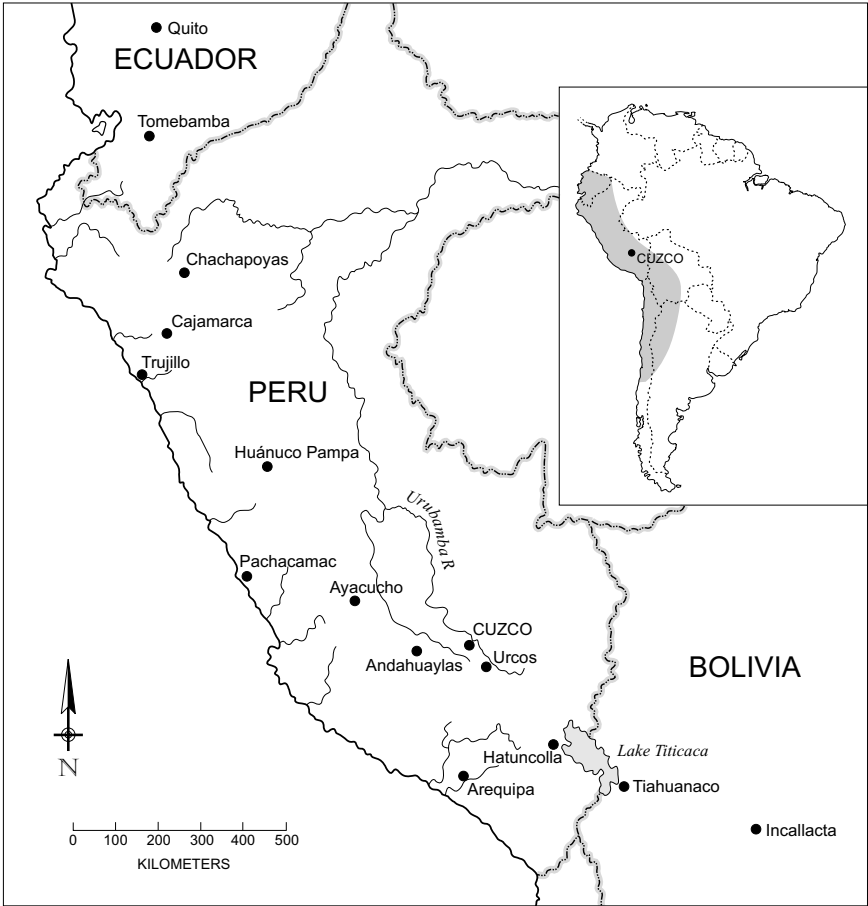 Quito
ECUADOR
Tomebamba
Chachapoyas
CUZCO
Cajamarca
Trujillo
PERU
Huánuco Pampa
Urubamba R
Pachacamac
Ayacucho
CUZCO
Andahuaylas
Urcos
BOLIVIA
Hatuncolla
Lake Titicaca
Arequipa
Tiahuanaco
Incallacta
N
0 100 200 300 400 500
KILOMETERS